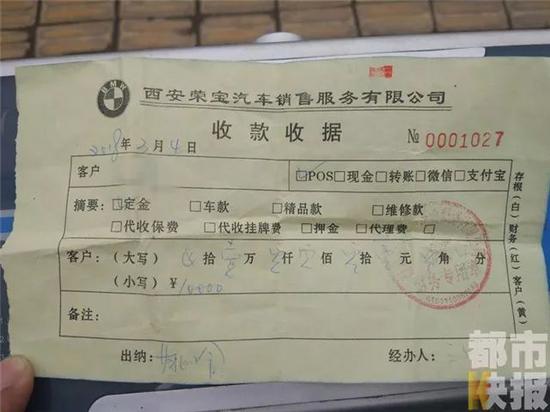 西安荣宝汽车销售服务有限公司
收款收据 № 0001027
2018年3月4日
客户 ☑POS □现金 □转账 □微信 □支付宝
摘要: □定金 □车款 □精品款 □维修款
□代收保费 □代收挂牌费 □押金 □代理费
客户: (大写) 拾壹万 仟 佰 拾 元 角 分
(小写) ¥10000
备注:
出纳: 经办人:
存根(白) 财务(红) 客户(黄)
都市
快报